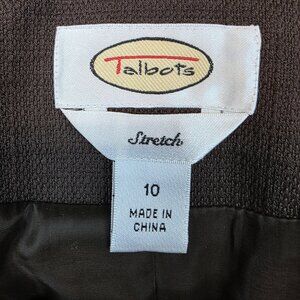 Talbots
Stretch
10
MADE IN
CHINA